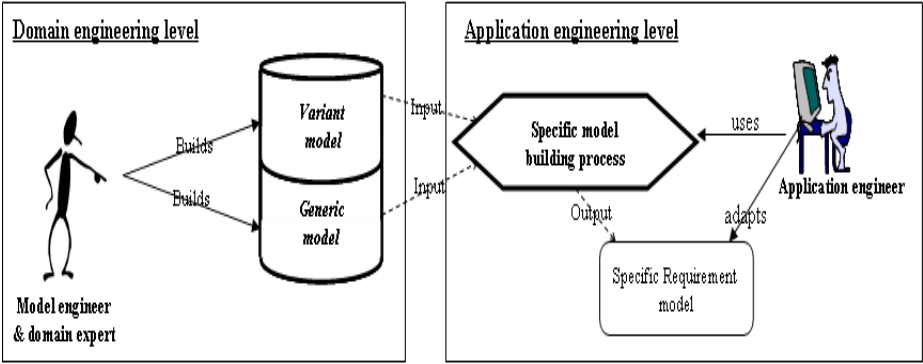 Domain engineering level
Variant
model
Builds
Builds
Generic
model
Model engineer
& domain expert
Application engineering level
Input
Input
Specific model
building process
uses
Application engineer
Output
adapts
Specific Requirement
model